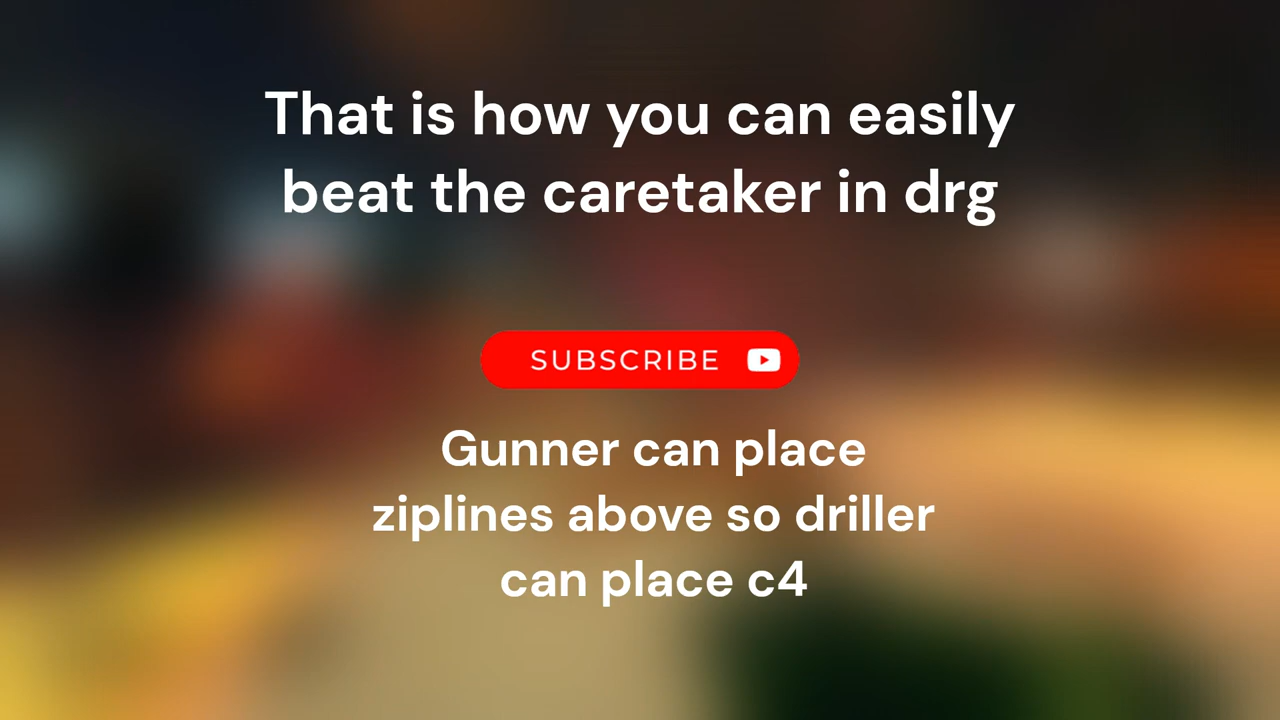 That is how you can easily
beat the caretaker in drg
SUBSCRIBE
Gunner can place
ziplines above so driller
can place c4